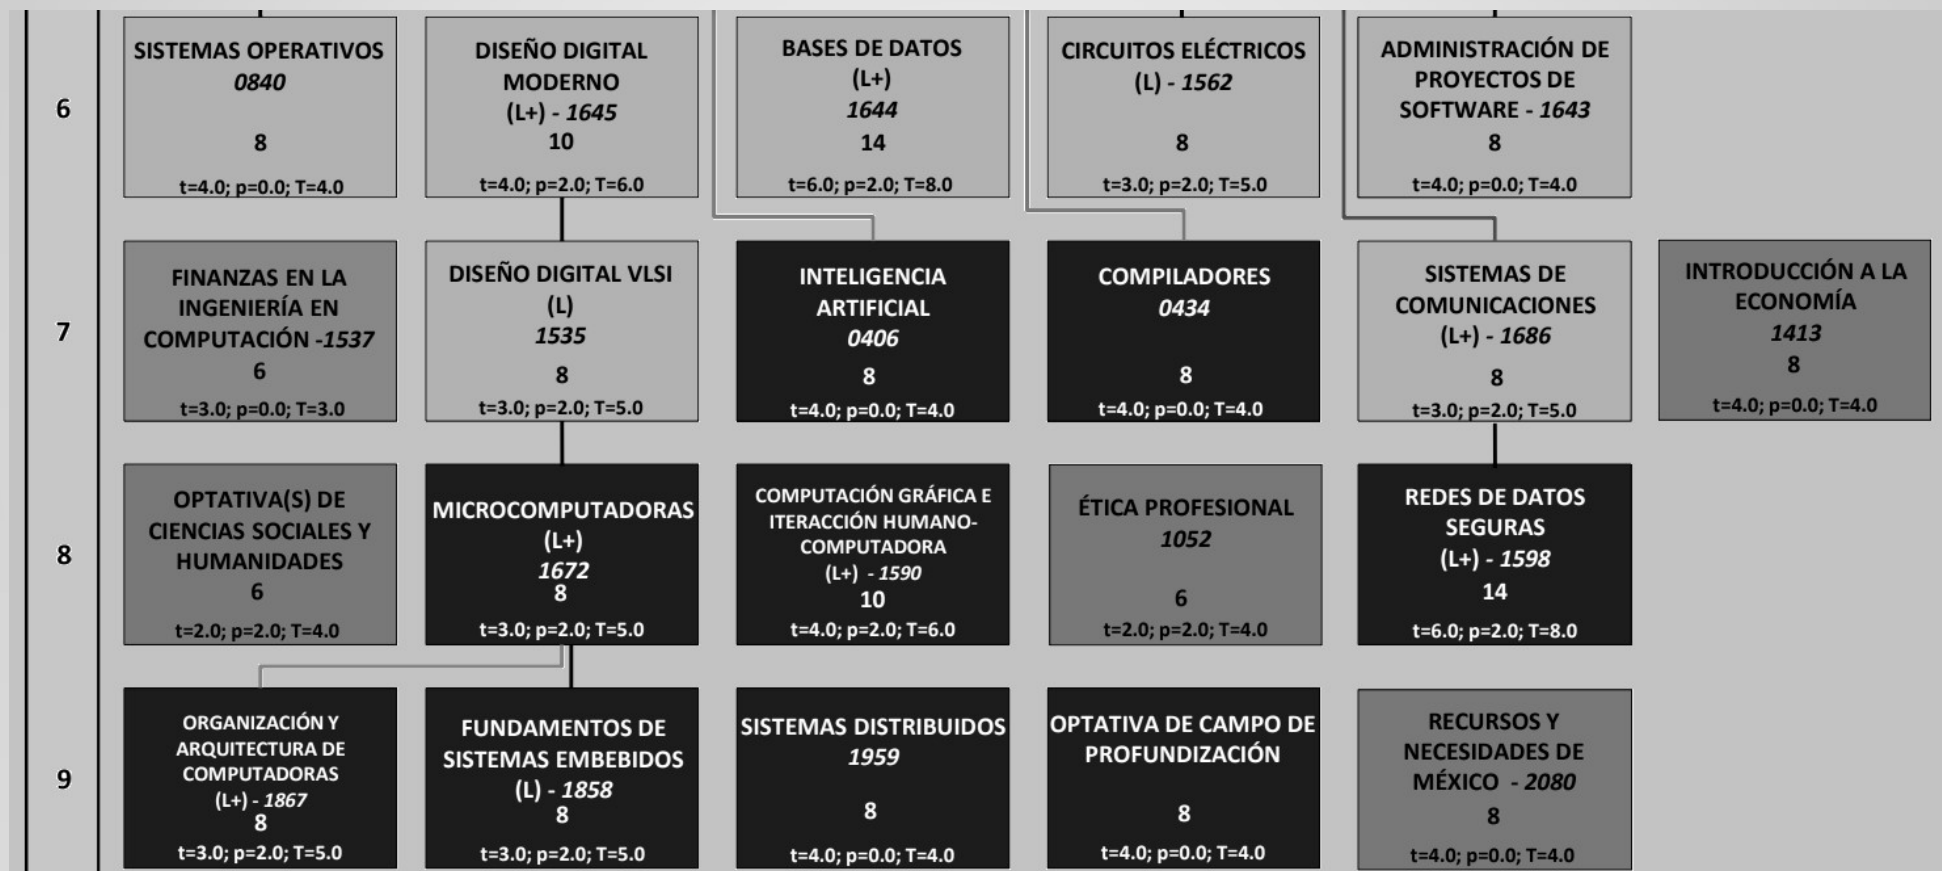 6
SISTEMAS OPERATIVOS
0840
8
t=4.0; p=0.0; T=4.0
DISEÑO DIGITAL
MODERNO
(L+) - 1645
10
t=4.0; p=2.0; T=6.0
BASES DE DATOS
(L+)
1644
14
t=6.0; p=2.0; T=8.0
CIRCUITOS ELÉCTRICOS
(L) - 1562
8
t=3.0; p=2.0; T=5.0
ADMINISTRACIÓN DE
PROYECTOS DE
SOFTWARE - 1643
8
t=4.0; p=0.0; T=4.0
7
FINANZAS EN LA
INGENIERÍA EN
COMPUTACIÓN -1537
6
t=3.0; p=0.0; T=3.0
DISEÑO DIGITAL VLSI
(L)
1535
8
t=3.0; p=2.0; T=5.0
INTELIGENCIA
ARTIFICIAL
0406
8
t=4.0; p=0.0; T=4.0
COMPILADORES
0434
8
t=4.0; p=0.0; T=4.0
SISTEMAS DE
COMUNICACIONES
(L+) - 1686
8
t=3.0; p=2.0; T=5.0
INTRODUCCIÓN A LA
ECONOMÍA
1413
8
t=4.0; p=0.0; T=4.0
8
OPTATIVA(S) DE
CIENCIAS SOCIALES Y
HUMANIDADES
6
t=2.0; p=2.0; T=4.0
MICROCOMPUTADORAS
(L+)
1672
8
t=3.0; p=2.0; T=5.0
COMPUTACIÓN GRÁFICA E
ITERACCIÓN HUMANO-
COMPUTADORA
(L+) - 1590
10
t=4.0; p=2.0; T=6.0
ÉTICA PROFESIONAL
1052
6
t=2.0; p=2.0; T=4.0
REDES DE DATOS
SEGURAS
(L+) - 1598
14
t=6.0; p=2.0; T=8.0
9
ORGANIZACIÓN Y
ARQUITECTURA DE
COMPUTADORAS
(L+) - 1867
8
t=3.0; p=2.0; T=5.0
FUNDAMENTOS DE
SISTEMAS EMBEBIDOS
(L) - 1858
8
t=3.0; p=2.0; T=5.0
SISTEMAS DISTRIBUIDOS
1959
8
t=4.0; p=0.0; T=4.0
OPTATIVA DE CAMPO DE
PROFUNDIZACIÓN
8
t=4.0; p=0.0; T=4.0
RECURSOS Y
NECESIDADES DE
MÉXICO - 2080
8
t=4.0; p=0.0; T=4.0